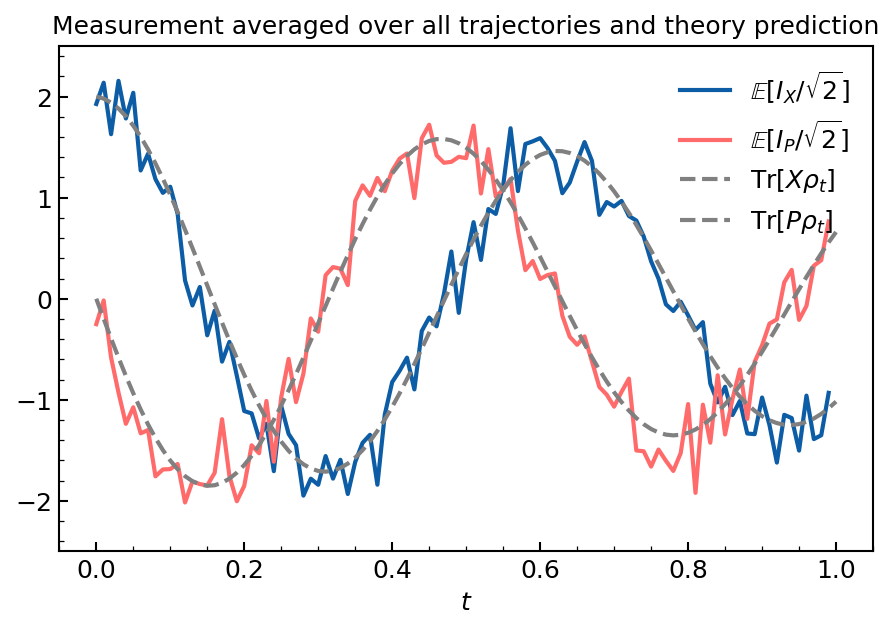 Measurement averaged over all trajectories and theory prediction
𝔼[I_X/√2]
𝔼[I_P/√2]
Tr[Xρ_t]
Tr[Pρ_t]
2
1
0
−1
−2
0.0 0.2 0.4 0.6 0.8 1.0
t